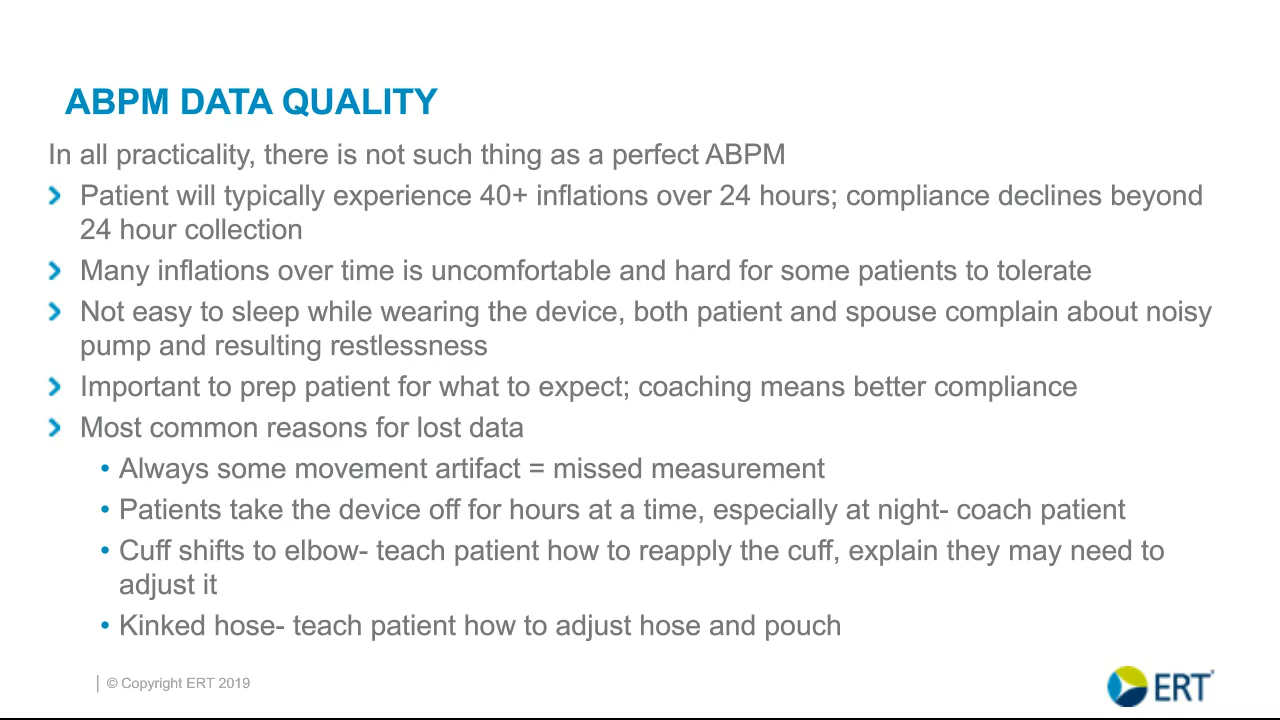 ABPM DATA QUALITY
In all practicality, there is not such thing as a perfect ABPM
Patient will typically experience 40+ inflations over 24 hours; compliance declines beyond
24 hour collection
Many inflations over time is uncomfortable and hard for some patients to tolerate
Not easy to sleep while wearing the device, both patient and spouse complain about noisy
pump and resulting restlessness
Important to prep patient for what to expect; coaching means better compliance
Most common reasons for lost data
• Always some movement artifact = missed measurement
• Patients take the device off for hours at a time, especially at night- coach patient
• Cuff shifts to elbow- teach patient how to reapply the cuff, explain they may need to
adjust it
• Kinked hose- teach patient how to adjust hose and pouch
© Copyright ERT 2019
ERT